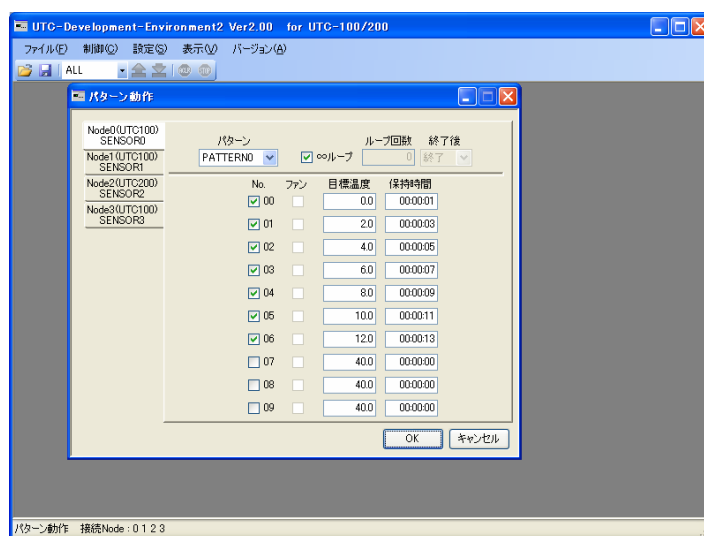 UTC-Development-Environment2 Ver2.00 for UTC-100/200
ファイル(F) 制御(C) 設定(S) 表示(V) バージョン(A)
ALL
パターン動作
Node0(UTC100)
SENSOR0
Node1(UTC100)
SENSOR1
Node2(UTC200)
SENSOR2
Node3(UTC100)
SENSOR3
パターン ループ回数 終了後
PATTERN0 ∞ループ 0 終了
No. ファン 目標温度 保持時間
00 0.0 00:00:01
01 2.0 00:00:03
02 4.0 00:00:05
03 6.0 00:00:07
04 8.0 00:00:09
05 10.0 00:00:11
06 12.0 00:00:13
07 40.0 00:00:00
08 40.0 00:00:00
09 40.0 00:00:00
OK キャンセル
パターン動作 接続Node : 0 1 2 3